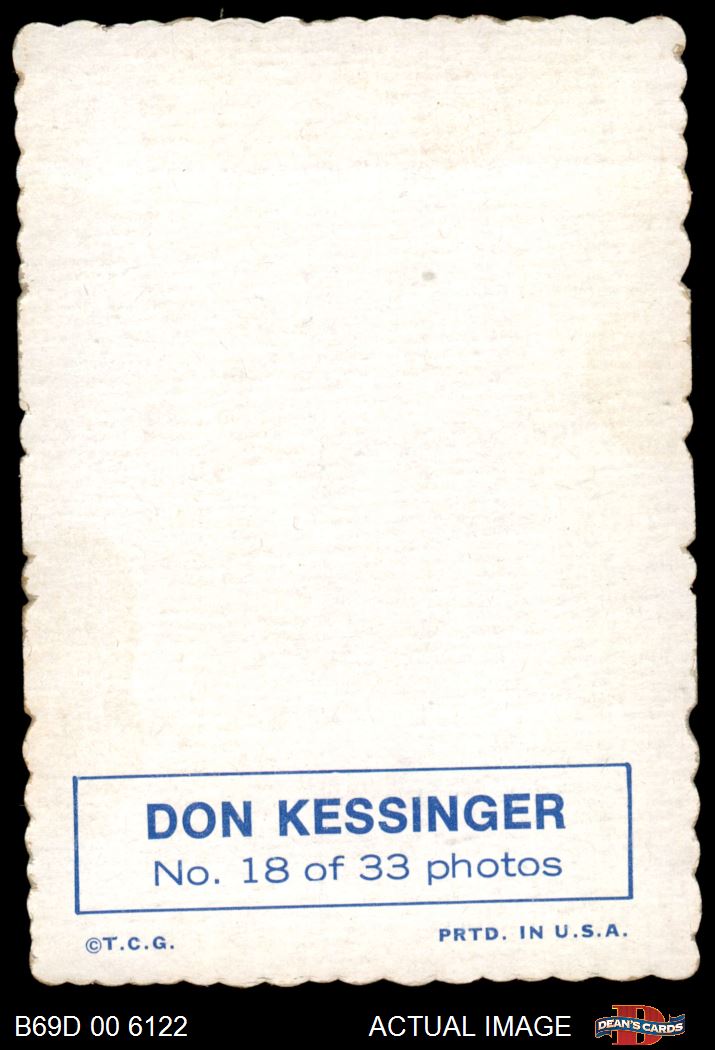 DON KESSINGER
No. 18 of 33 photos
©T.C.G.
PRTD. IN U.S.A.
B69D 00 6122
ACTUAL IMAGE
D
DEAN'S CARDS